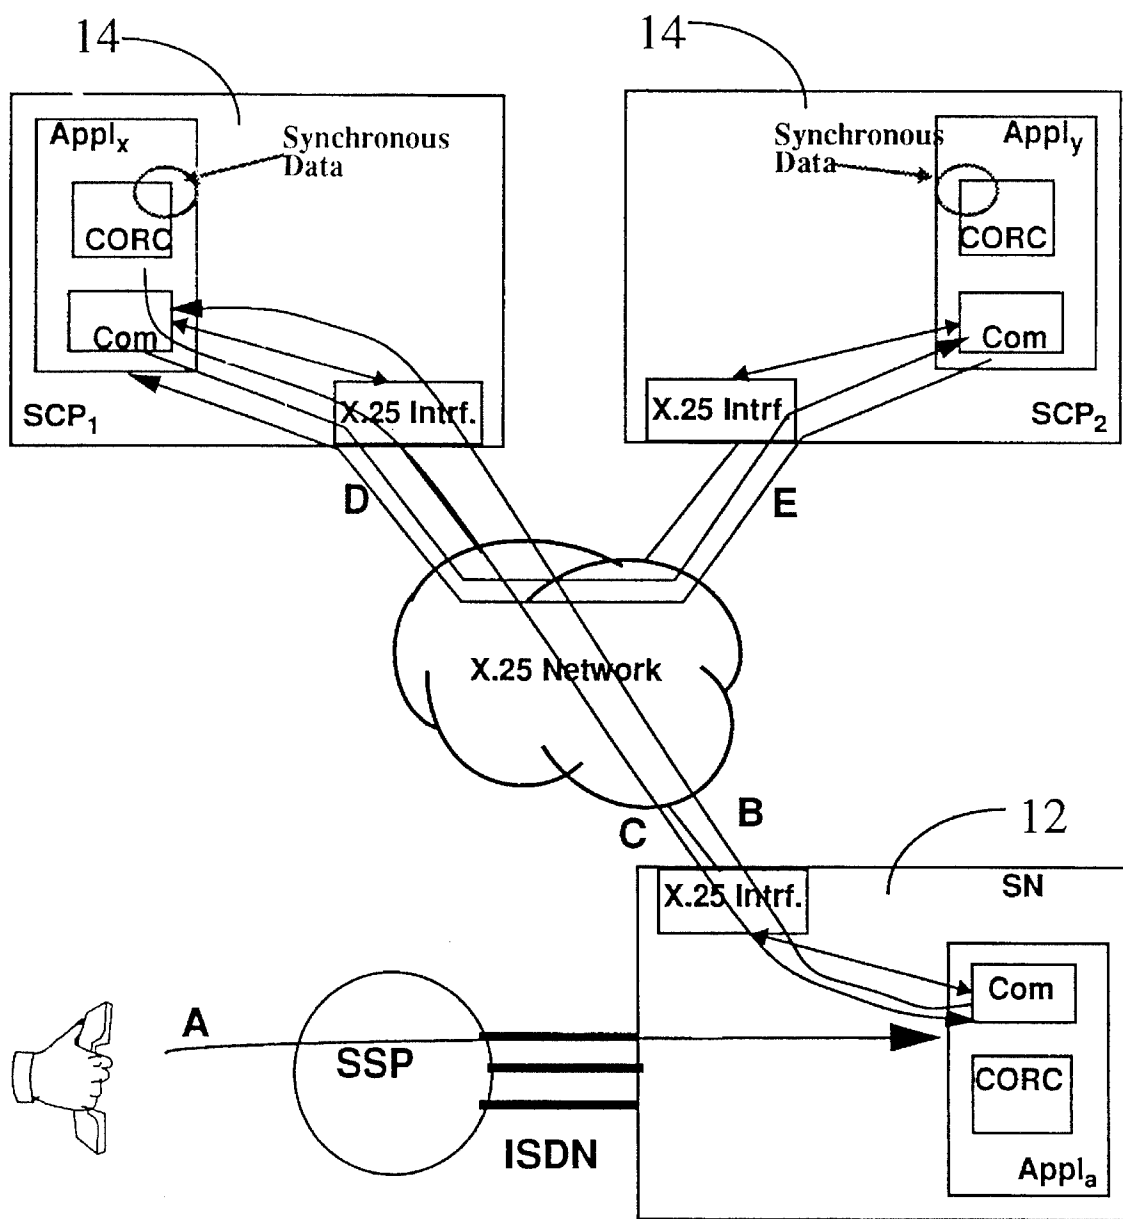 14
14
Appl_x
Synchronous
Data
CORC
Com
X.25 Intrf.
SCP_1
Synchronous
Data
Appl_y
CORC
Com
X.25 Intrf.
SCP_2
D
E
X.25 Network
C
B
12
X.25 Intrf.
SN
Com
CORC
Appl_a
A
SSP
ISDN